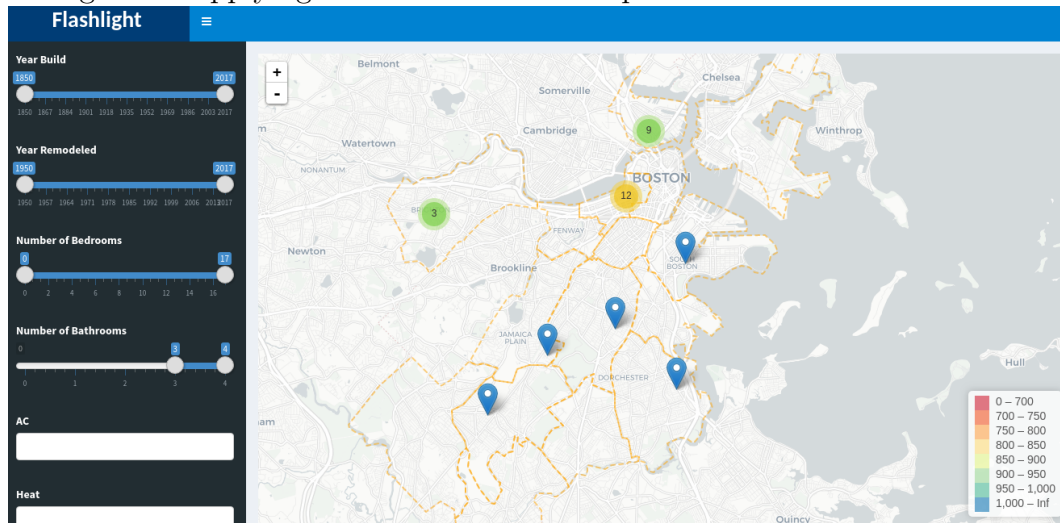 Flashlight
Year Build
1850 2017
1850 1867 1884 1901 1918 1935 1952 1969 1986 2003 2017
Year Remodeled
1950 2017
1950 1957 1964 1971 1978 1985 1992 1999 2006 2013 2017
Number of Bedrooms
0 17
0 2 4 6 8 10 12 14 16
Number of Bathrooms
0 3 4
0 1 2 3 4
AC
Heat
+
-
Belmont
Chelsea
Somerville
9
Cambridge
Winthrop
Watertown
NONANTUM
BOSTON
12
3
FENWAY
Newton
SOUTH
BOSTON
Brookline
JAMAICA
PLAIN
Hull
DORCHESTER
Quincy
0 – 700
700 – 750
750 – 800
800 – 850
850 – 900
900 – 950
950 – 1,000
1,000 – Inf